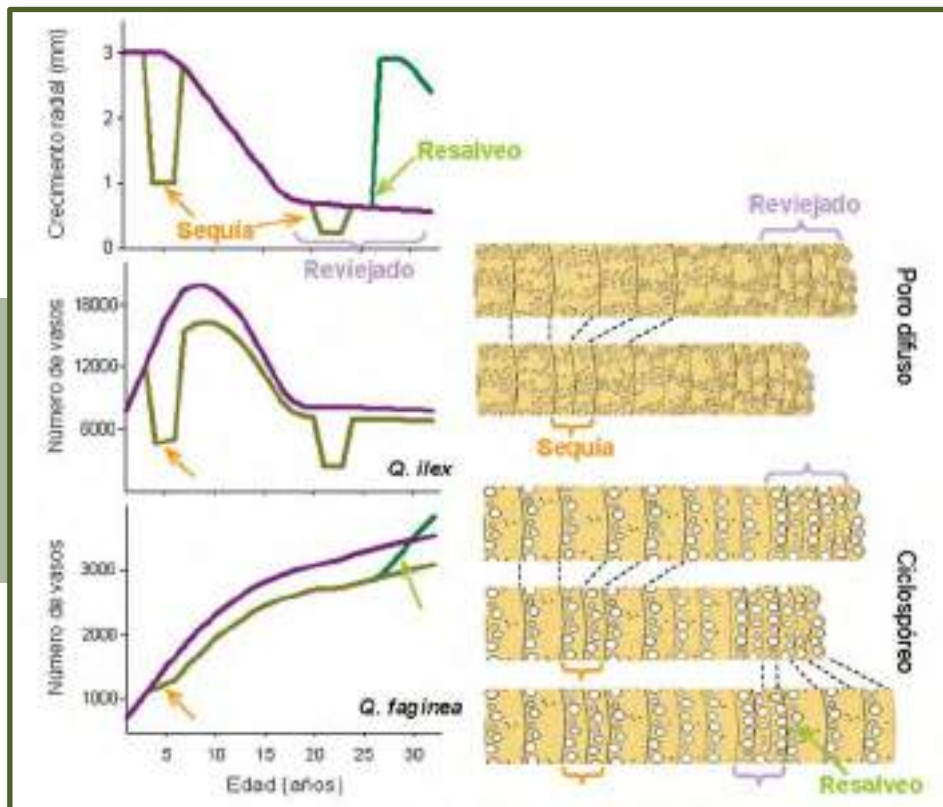 Crecimiento radial (mm)
3
2
1
0
Resalveo
Sequía
Reviejado
Número de vasos
18000
12000
6000
Q. ilex
Número de vasos
3000
2000
1000
5
10
15
20
25
30
Q. faginea
Edad (años)
Reviejado
Poro difuso
Sequía
Ciclospóreo
Resalveo